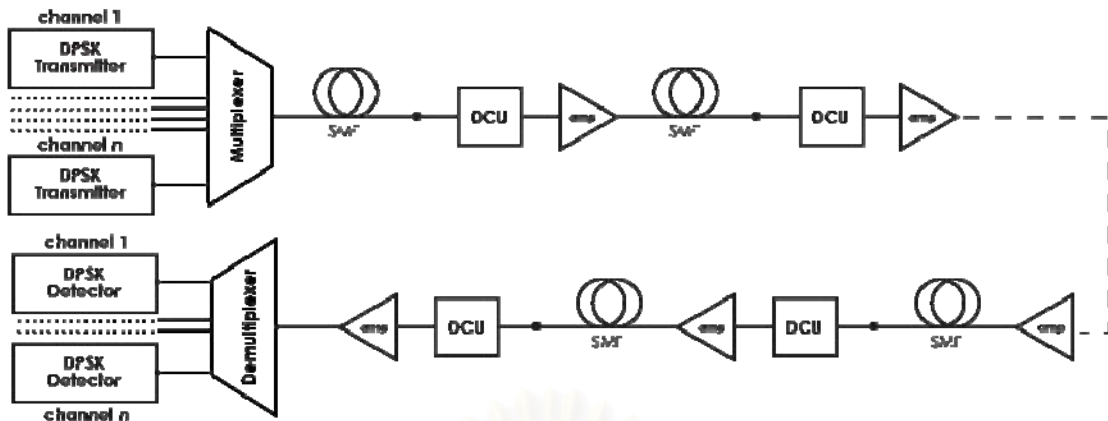 channel 1
DPSK
Transmitter
channel n
DPSK
Transmitter
Multiplexer
SMF
DCU
amp
SMF
DCU
amp
channel 1
DPSK
Detector
DPSK
Detector
channel n
Demultiplexer
amp
DCU
SMF
amp
DCU
SMF
amp